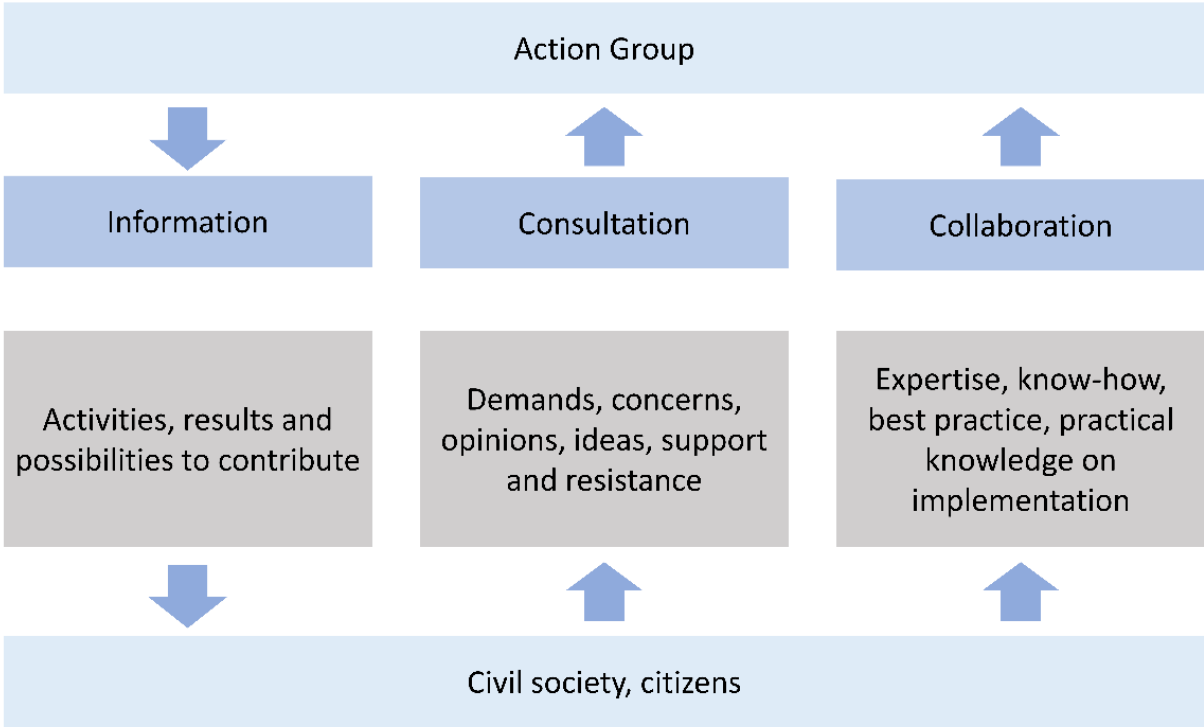 Action Group
Information
Consultation
Collaboration
Activities, results and
possibilities to contribute
Demands, concerns,
opinions, ideas, support
and resistance
Expertise, know-how,
best practice, practical
knowledge on
implementation
Civil society, citizens